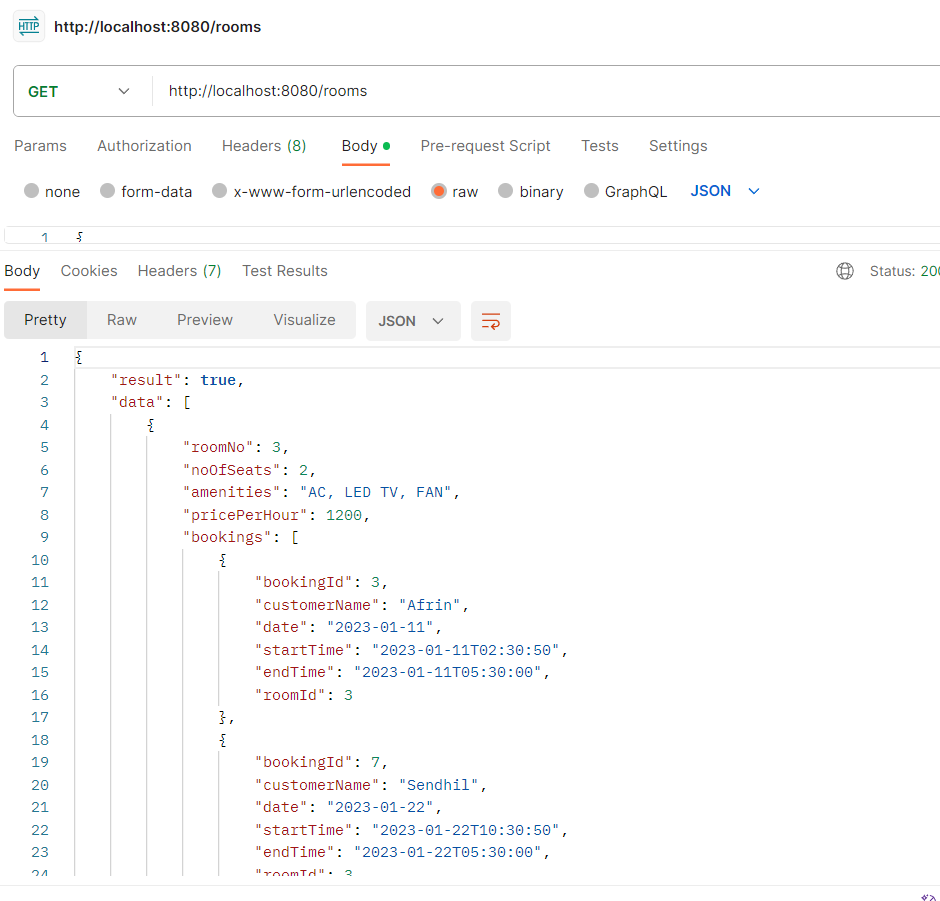 HTTP http://localhost:8080/rooms
GET http://localhost:8080/rooms
Params Authorization Headers (8) Body Pre-request Script Tests Settings
none form-data x-www-form-urlencoded raw binary GraphQL JSON
1 {
Body Cookies Headers (7) Test Results Status: 200
Pretty Raw Preview Visualize JSON
1 {
2 "result": true,
3 "data": [
4 {
5 "roomNo": 3,
6 "noOfSeats": 2,
7 "amenities": "AC, LED TV, FAN",
8 "pricePerHour": 1200,
9 "bookings": [
10 {
11 "bookingId": 3,
12 "customerName": "Afrin",
13 "date": "2023-01-11",
14 "startTime": "2023-01-11T02:30:50",
15 "endTime": "2023-01-11T05:30:00",
16 "roomId": 3
17 },
18 {
19 "bookingId": 7,
20 "customerName": "Sendhil",
21 "date": "2023-01-22",
22 "startTime": "2023-01-22T10:30:50",
23 "endTime": "2023-01-22T05:30:00",
24 "roomId": 3